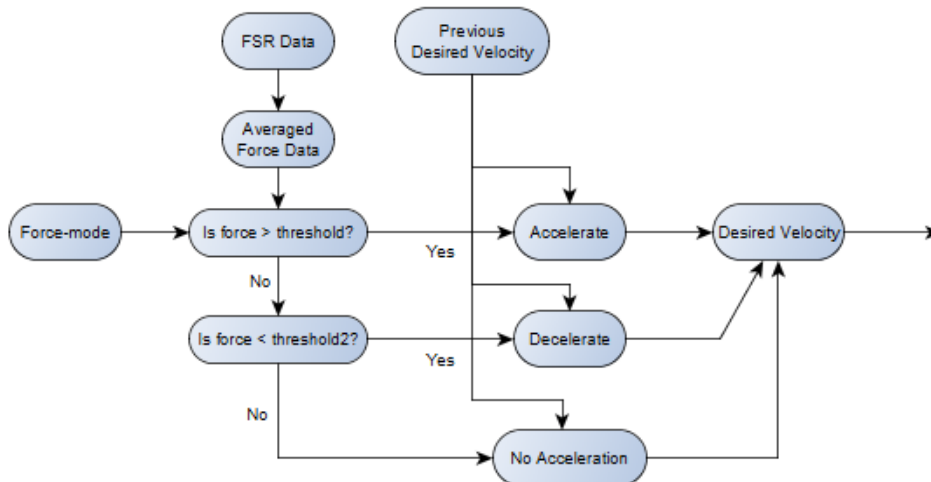 FSR Data
Previous
Desired Velocity
Averaged
Force Data
Force-mode
Is force > threshold?
Yes
Accelerate
Desired Velocity
No
Is force < threshold2?
Yes
Decelerate
No
No Acceleration